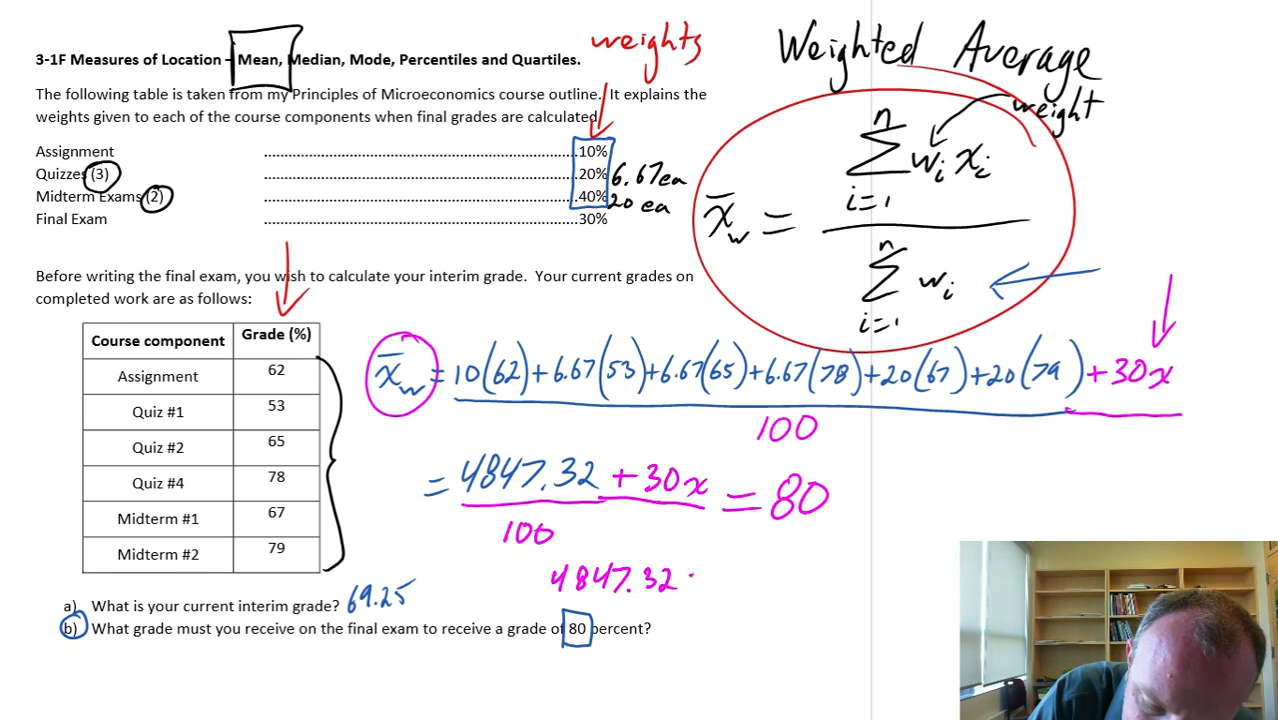 3-1F Measures of Location – Mean, Median, Mode, Percentiles and Quartiles.
weights
Weighted Average
The following table is taken from my Principles of Microeconomics course outline. It explains the
weights given to each of the course components when final grades are calculated
weight
Assignment ........ 10%
Quizzes (3) ........ 20% 6.67 ea
Midterm Exams (2) ........ 40% 20 ea
Final Exam ........ 30%
x̄w = ∑ⁿᵢ₌₁ wᵢxᵢ / ∑ⁿᵢ₌₁ wᵢ
Before writing the final exam, you wish to calculate your interim grade. Your current grades on
completed work are as follows:
Course component Grade (%)
Assignment 62
Quiz #1 53
Quiz #2 65
Quiz #4 78
Midterm #1 67
Midterm #2 79
x̄w = 10(62)+6.67(53)+6.67(65)+6.67(78)+20(67)+20(79)+30x
100
= 4847.32 +30x = 80
100
4847.32
a) What is your current interim grade? 69.25
b) What grade must you receive on the final exam to receive a grade of 80 percent?